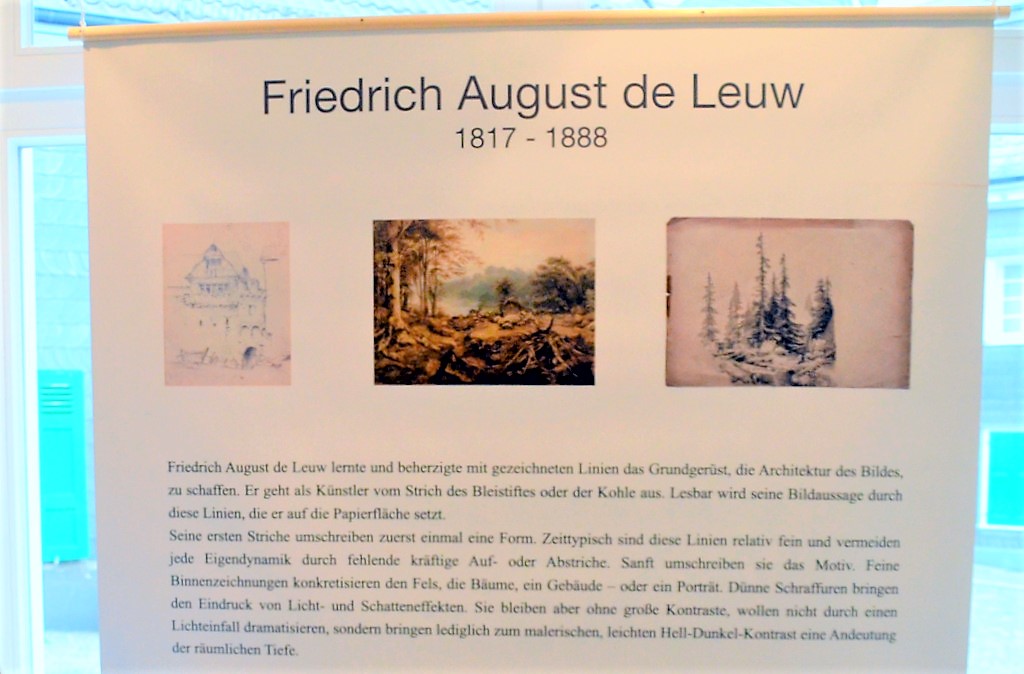 Friedrich August de Leuw
1817 - 1888
Friedrich August de Leuw lernte und beherzigte mit gezeichneten Linien das Grundgerüst, die Architektur des Bildes,
zu schaffen. Er geht als Künstler vom Strich des Bleistiftes oder der Kohle aus. Lesbar wird seine Bildaussage durch
diese Linien, die er auf die Papierfläche setzt.
Seine ersten Striche umschreiben zuerst einmal eine Form. Zeittypisch sind diese Linien relativ fein und vermeiden
jede Eigendynamik durch fehlende kräftige Auf- oder Abstriche. Sanft umschreiben sie das Motiv. Feine
Binnenzeichnungen konkretisieren den Fels, die Bäume, ein Gebäude – oder ein Porträt. Dünne Schraffuren bringen
den Eindruck von Licht- und Schatteneffekten. Sie bleiben aber ohne große Kontraste, wollen nicht durch einen
Lichteinfall dramatisieren, sondern bringen lediglich zum malerischen, leichten Hell-Dunkel-Kontrast eine Andeutung
der räumlichen Tiefe.